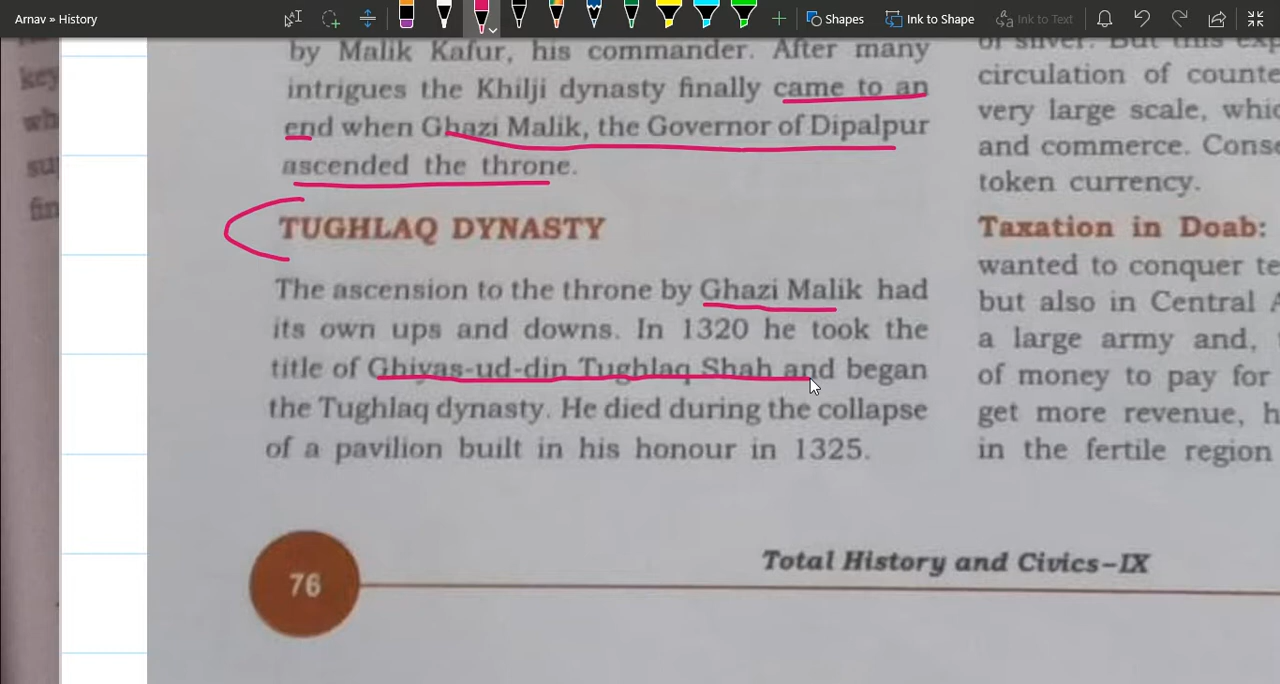 Arnav » History
Shapes
Ink to Shape
Ink to Text
key
by Malik Kafur, his commander. After many
intrigues the Khilji dynasty finally came to an
end when Ghazi Malik, the Governor of Dipalpur
ascended the throne.
TUGHLAQ DYNASTY
The ascension to the throne by Ghazi Malik had
its own ups and downs. In 1320 he took the
title of Ghiyas-ud-din Tughlaq Shah and began
the Tughlaq dynasty. He died during the collapse
of a pavilion built in his honour in 1325.
of silver. But this exp
circulation of counte
very large scale, whic
and commerce. Conse
token currency.
Taxation in Doab:
wanted to conquer te
but also in Central A
a large army and,
of money to pay for
get more revenue, h
in the fertile region
76
Total History and Civics–IX